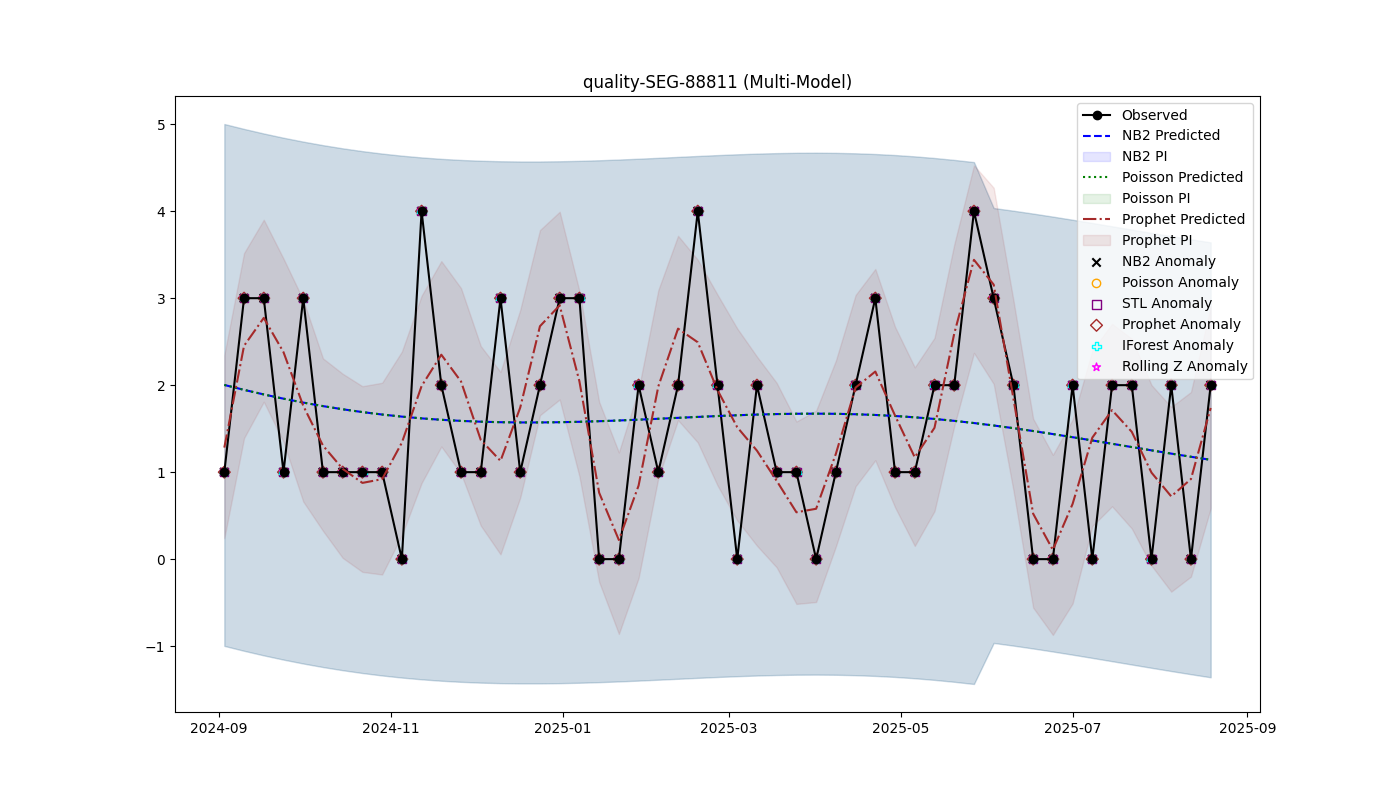 quality-SEG-88811 (Multi-Model)
Observed
NB2 Predicted
NB2 PI
Poisson Predicted
Poisson PI
Prophet Predicted
Prophet PI
NB2 Anomaly
Poisson Anomaly
STL Anomaly
Prophet Anomaly
IForest Anomaly
Rolling Z Anomaly
5
4
3
2
1
0
−1
2024-09 2024-11 2025-01 2025-03 2025-05 2025-07 2025-09